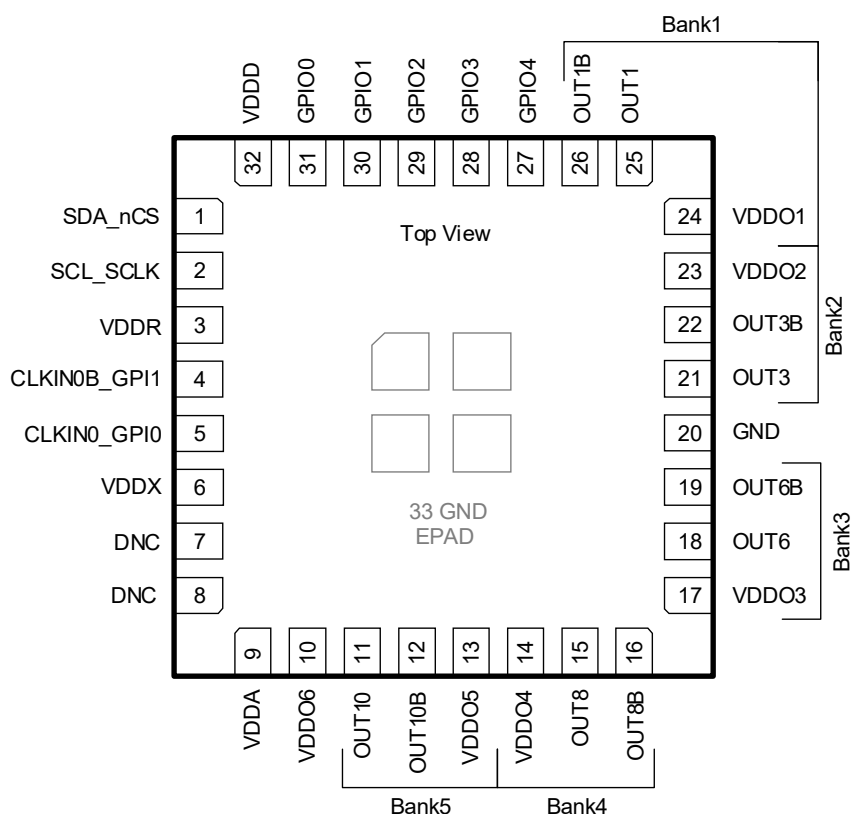 Bank1
VDDD
GPIO0
GPIO1
GPIO2
GPIO3
GPIO4
OUT1B
OUT1
32
31
30
29
28
27
26
25
SDA_nCS 1
SCL_SCLK 2
VDDR 3
CLKIN0B_GPI1 4
CLKIN0_GPI0 5
VDDX 6
DNC 7
DNC 8
Top View
33 GND
EPAD
24 VDDO1
23 VDDO2
22 OUT3B
21 OUT3
20 GND
19 OUT6B
18 OUT6
17 VDDO3
Bank2
Bank3
9
10
11
12
13
14
15
16
VDDA
VDDO6
OUT10
OUT10B
VDDO5
VDDO4
OUT8
OUT8B
Bank5
Bank4